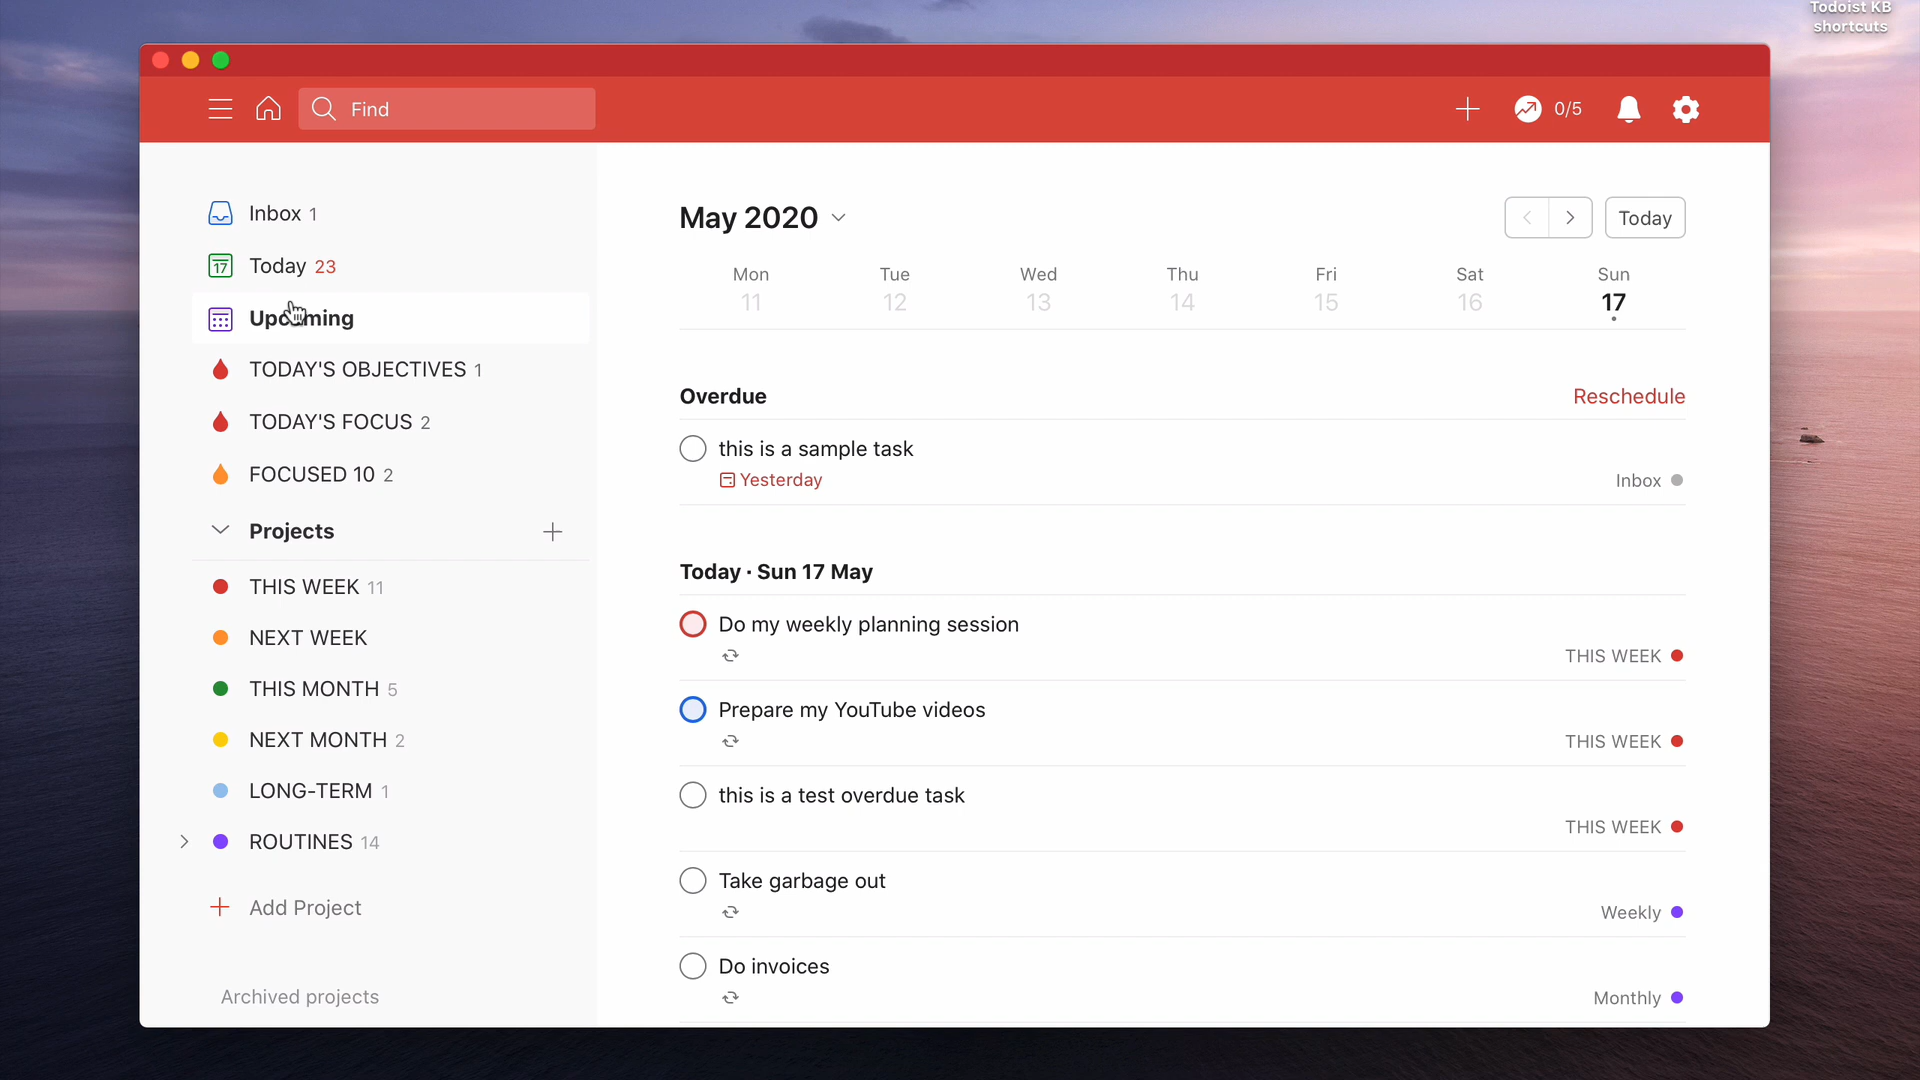 Todoist KB
shortcuts
Find
0/5
Inbox 1
17 Today 23
Upcoming
TODAY'S OBJECTIVES 1
TODAY'S FOCUS 2
FOCUSED 10 2
Projects
THIS WEEK 11
NEXT WEEK
THIS MONTH 5
NEXT MONTH 2
LONG-TERM 1
ROUTINES 14
Add Project
Archived projects
May 2020
Today
Mon Tue Wed Thu Fri Sat Sun
11 12 13 14 15 16 17
Overdue Reschedule
this is a sample task
Yesterday Inbox
Today · Sun 17 May
Do my weekly planning session
THIS WEEK
Prepare my YouTube videos
THIS WEEK
this is a test overdue task
THIS WEEK
Take garbage out
Weekly
Do invoices
Monthly